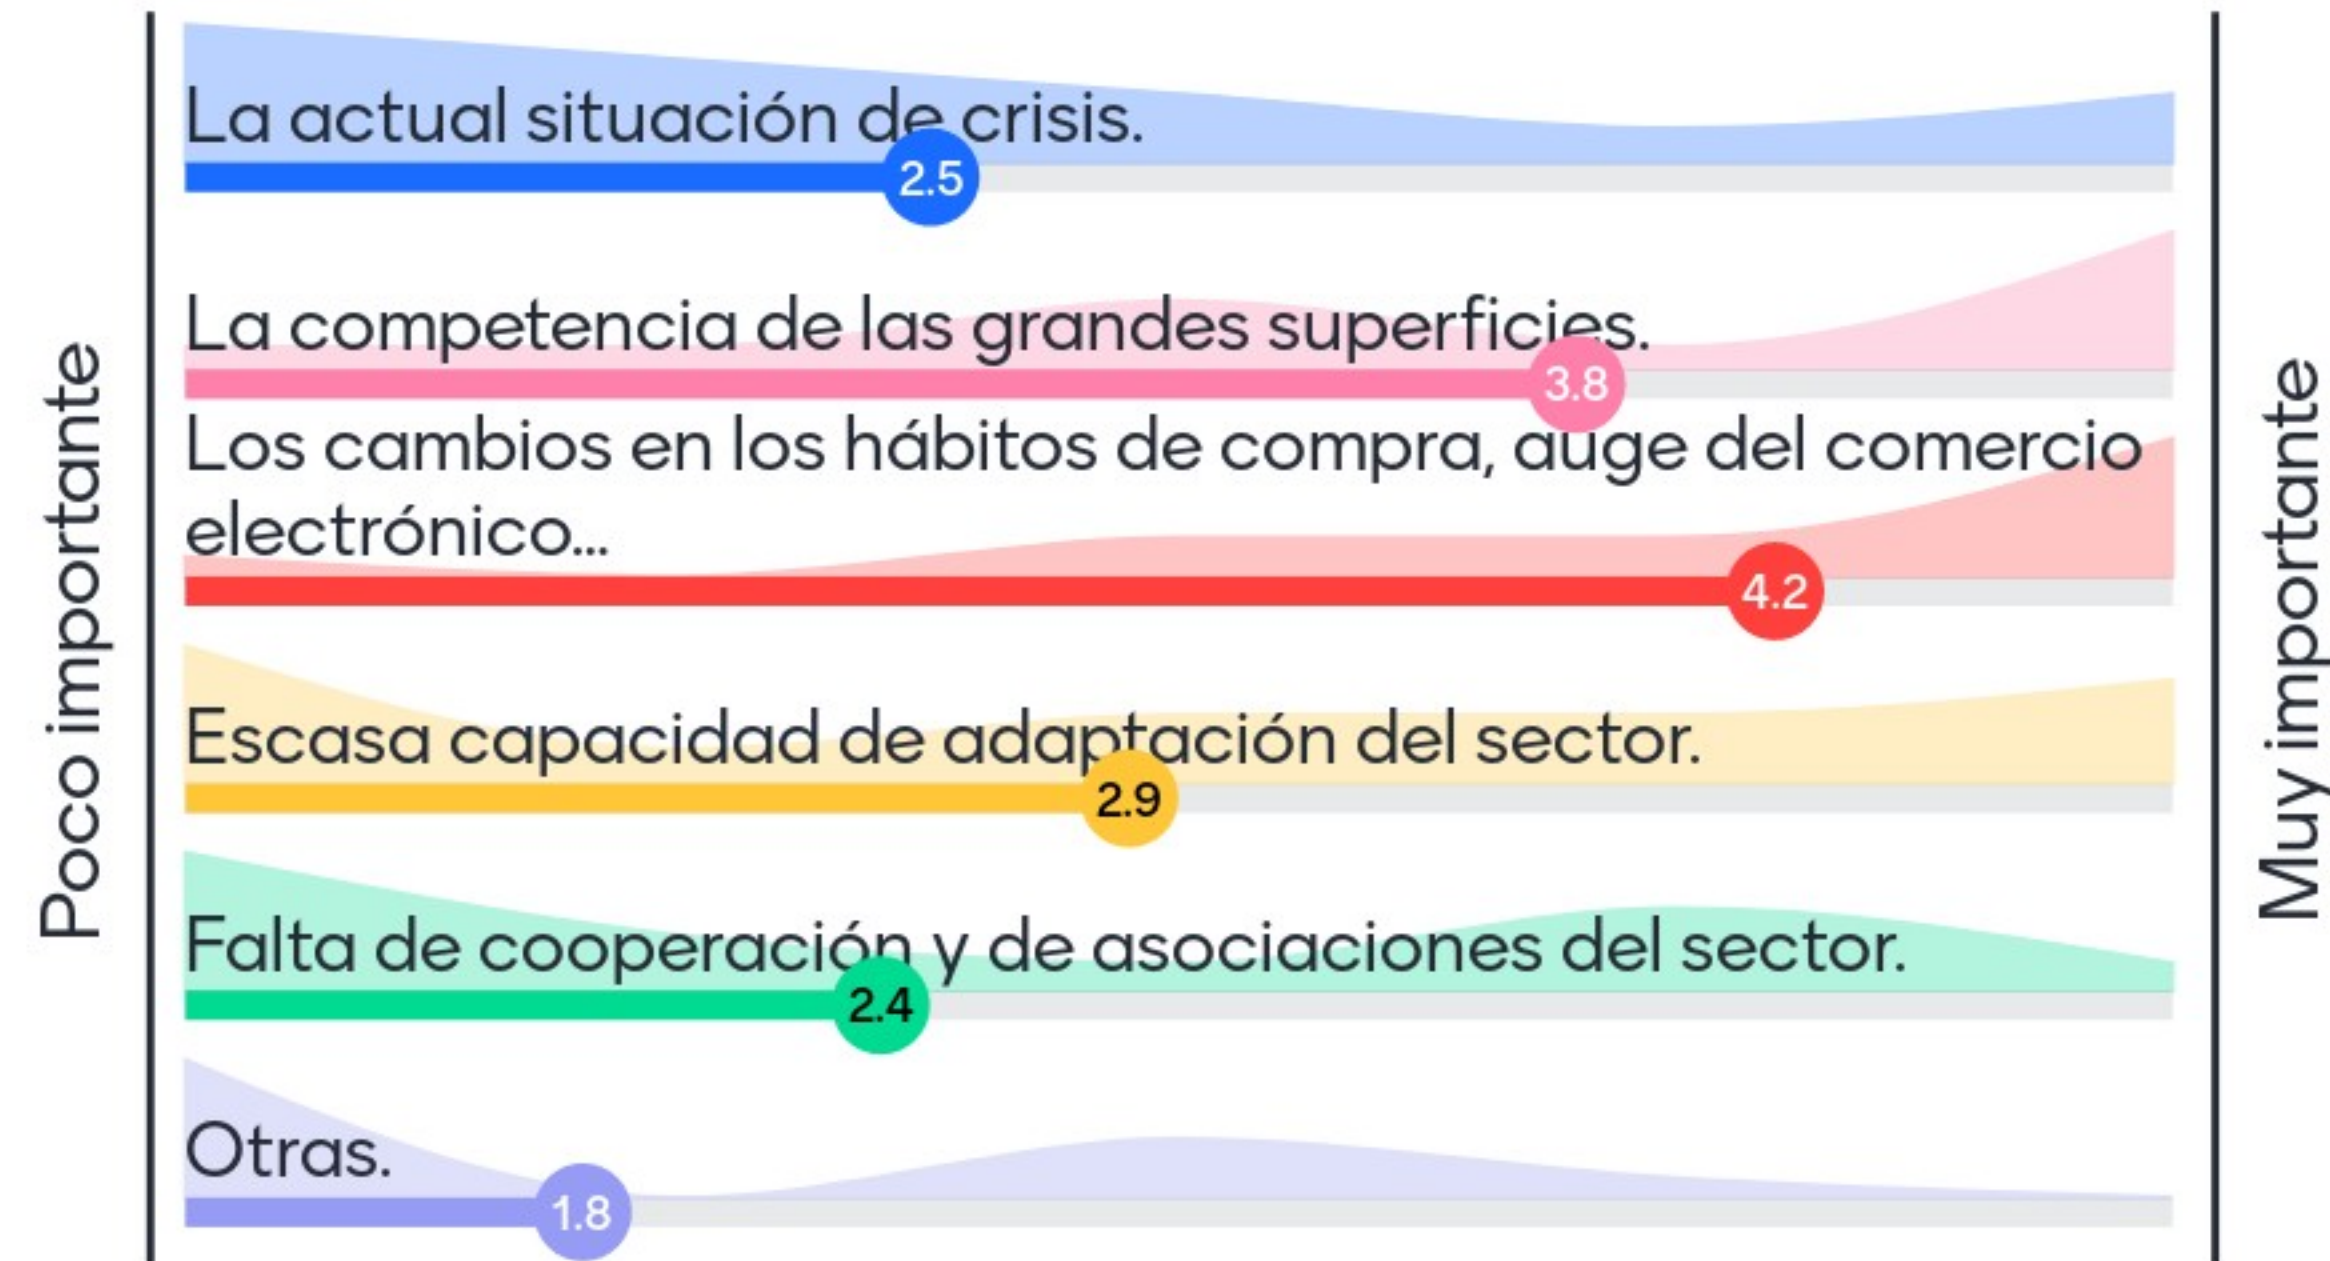 Poco importante
La actual situación de crisis.
2.5
La competencia de las grandes superficies.
3.8
Los cambios en los hábitos de compra, auge del comercio
electrónico...
4.2
Escasa capacidad de adaptación del sector.
2.9
Falta de cooperación y de asociaciones del sector.
2.4
Otras.
1.8
Muy importante